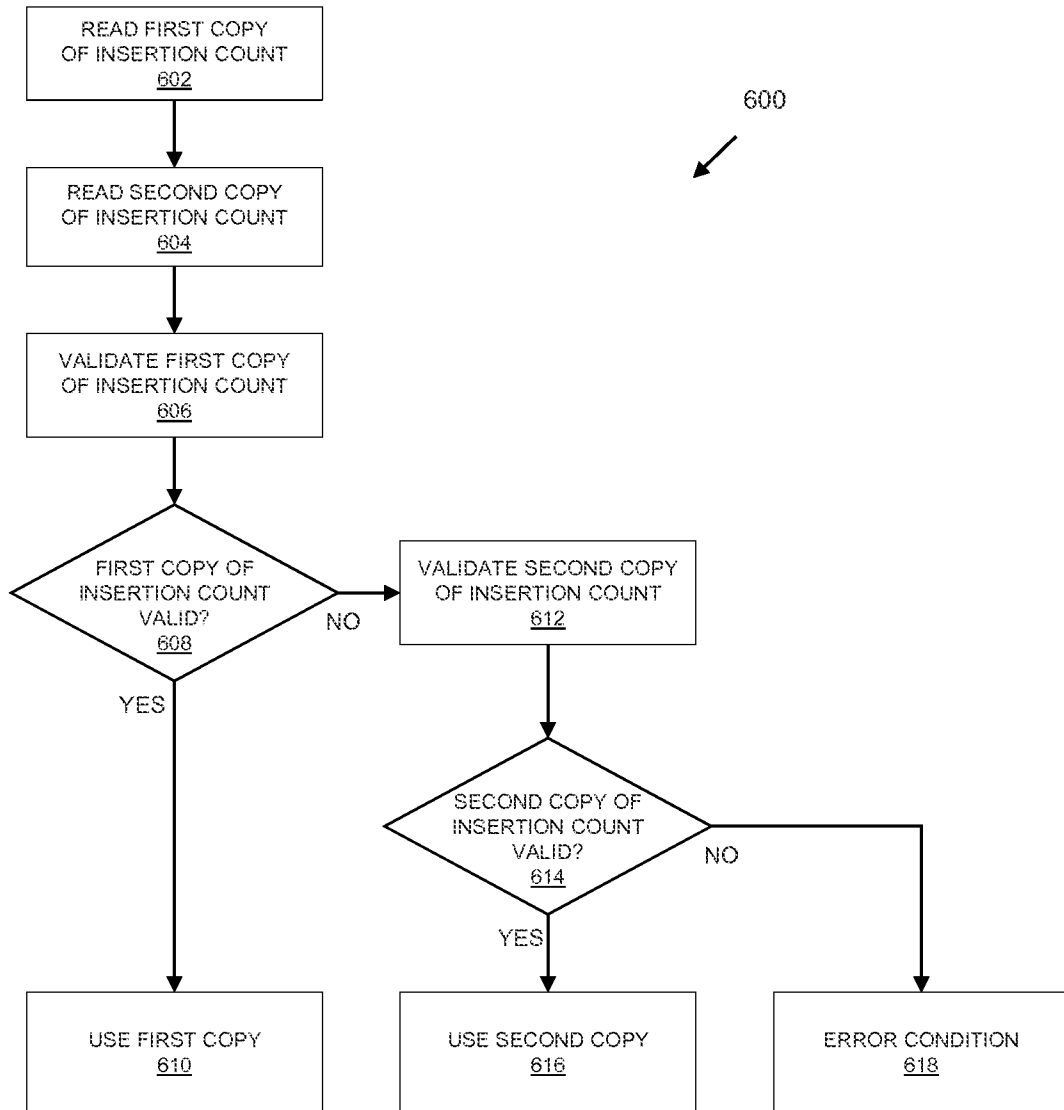 READ FIRST COPY
OF INSERTION COUNT
602
600
READ SECOND COPY
OF INSERTION COUNT
604
VALIDATE FIRST COPY
OF INSERTION COUNT
606
FIRST COPY OF
INSERTION COUNT
VALID?
608
NO
YES
VALIDATE SECOND COPY
OF INSERTION COUNT
612
SECOND COPY OF
INSERTION COUNT
VALID?
614
NO
YES
USE FIRST COPY
610
USE SECOND COPY
616
ERROR CONDITION
618